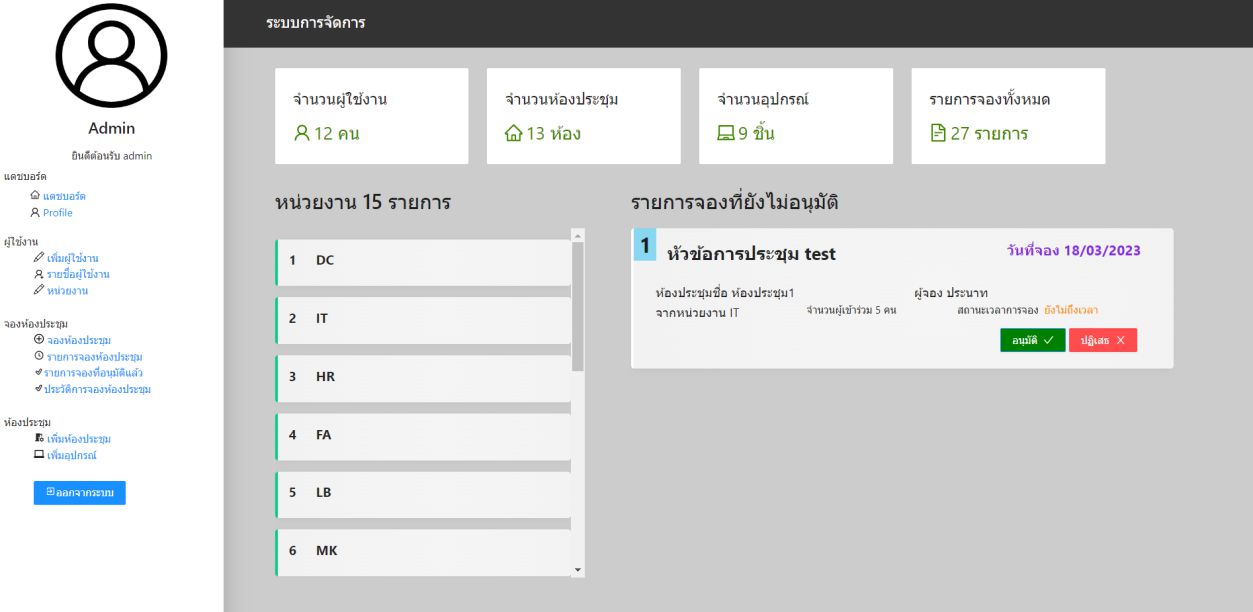 Admin
ยินดีต้อนรับ admin
แดชบอร์ด
แดชบอร์ด
Profile
ผู้ใช้งาน
เพิ่มผู้ใช้งาน
รายชื่อผู้ใช้งาน
หน่วยงาน
จองห้องประชุม
จองห้องประชุม
รายการจองห้องประชุม
รายการจองที่อนุมัติแล้ว
ประวัติการจองห้องประชุม
ห้องประชุม
เพิ่มห้องประชุม
เพิ่มอุปกรณ์
ออกจากระบบ
ระบบการจัดการ
จำนวนผู้ใช้งาน
12 คน
จำนวนห้องประชุม
13 ห้อง
จำนวนอุปกรณ์
9 ชิ้น
รายการจองทั้งหมด
27 รายการ
หน่วยงาน 15 รายการ
1 DC
2 IT
3 HR
4 FA
5 LB
6 MK
รายการจองที่ยังไม่อนุมัติ
1 หัวข้อการประชุม test วันที่จอง 18/03/2023
ห้องประชุมชื่อ ห้องประชุม1 ผู้จอง ประนาท
จากหน่วยงาน IT จำนวนผู้เข้าร่วม 5 คน สถานะเวลาการจอง ยังไม่ถึงเวลา
อนุมัติ ปฏิเสธ